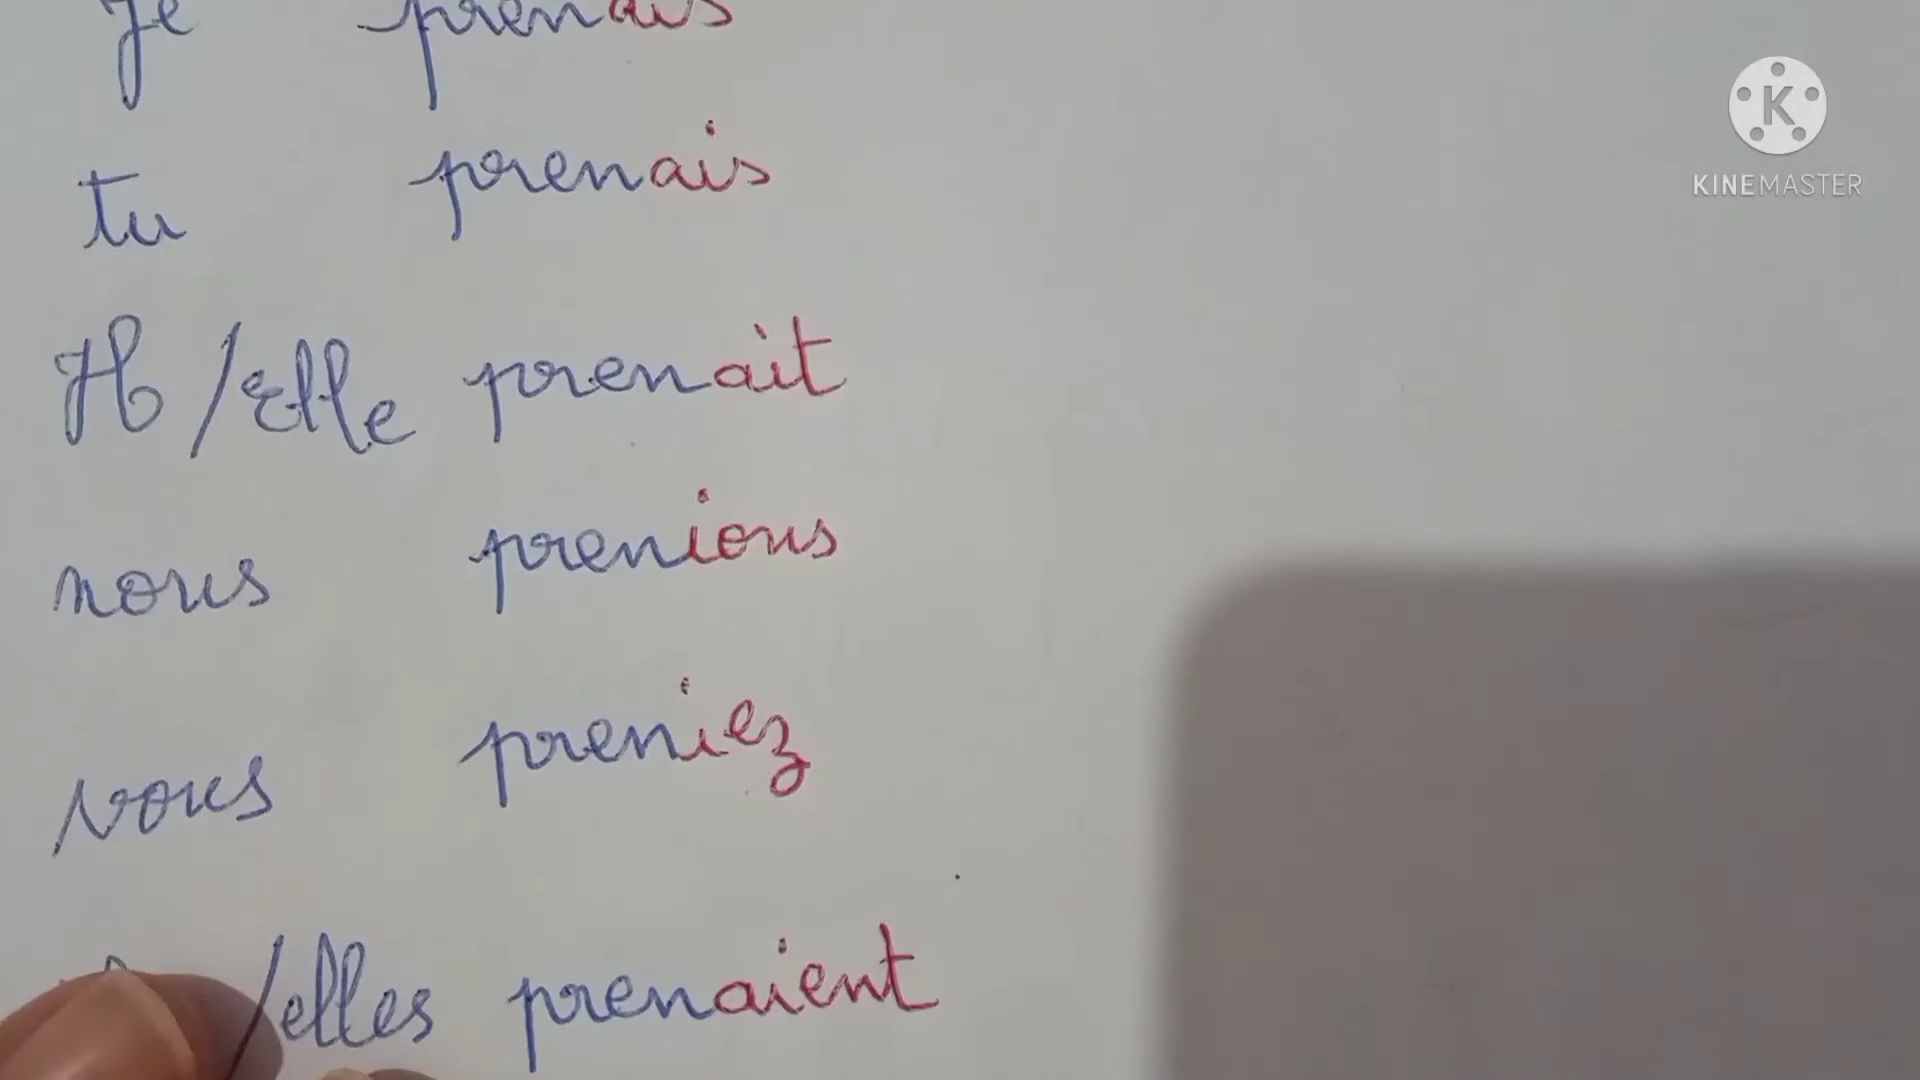 Je prenais
tu prenais
Il/Elle prenait
nous prenions
vous preniez
/elles prenaient
K
KINEMASTER